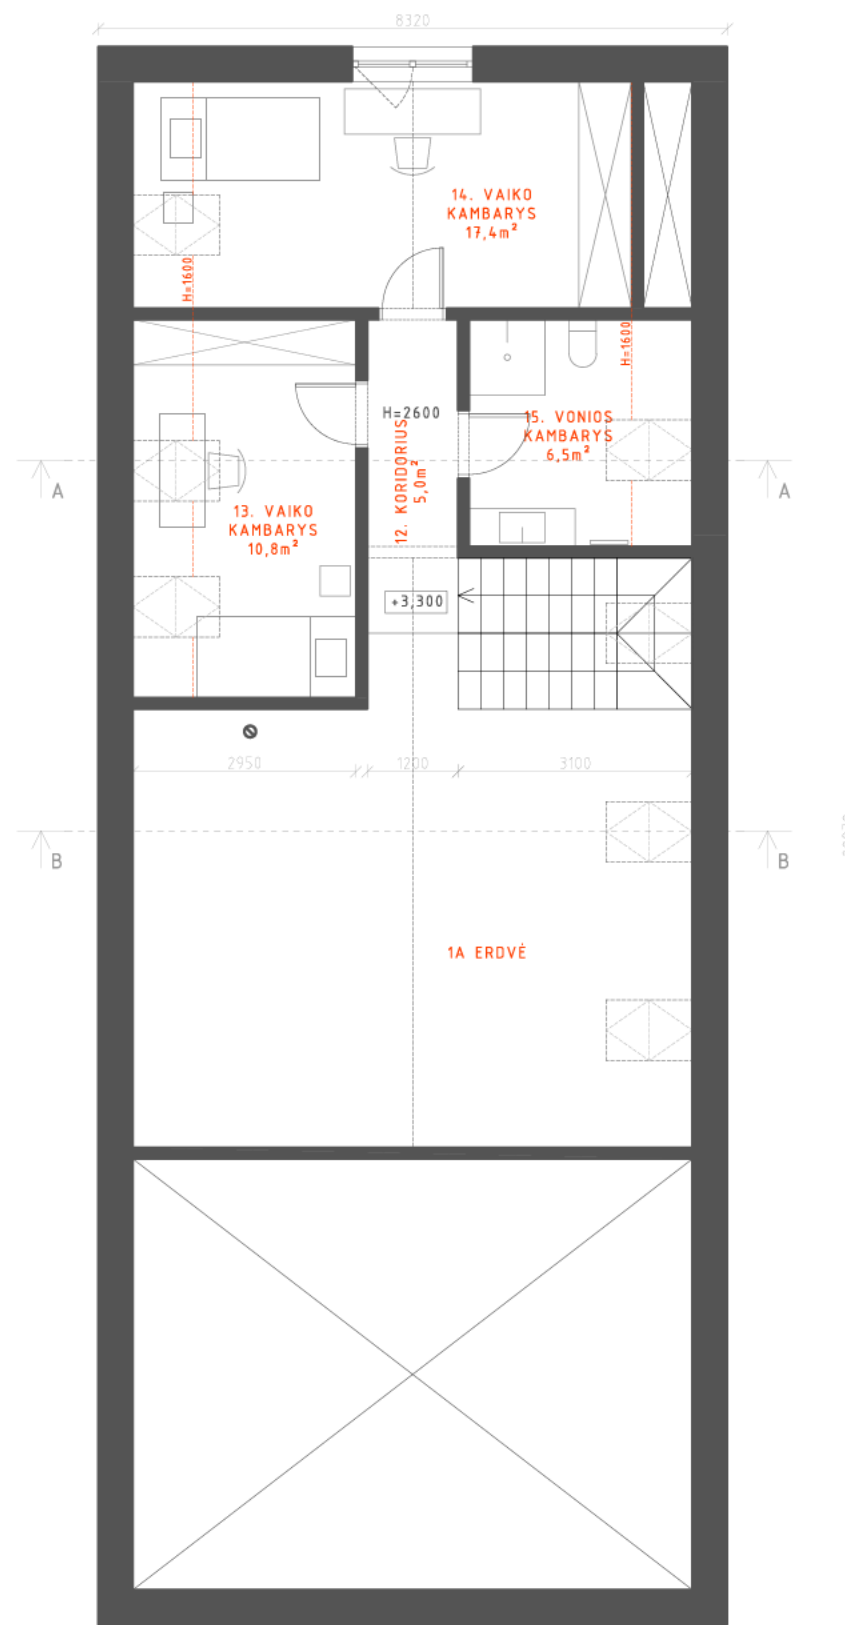 8320
14. VAIKO
KAMBARYS
17,4m²
H=1600
H=1600
H=2600
12. KORIDORIUS
5,0m²
15. VONIOS
KAMBARYS
6,5m²
A
A
13. VAIKO
KAMBARYS
10,8m²
+3,300
2950
1200
3100
B
B
1A ERDVĖ